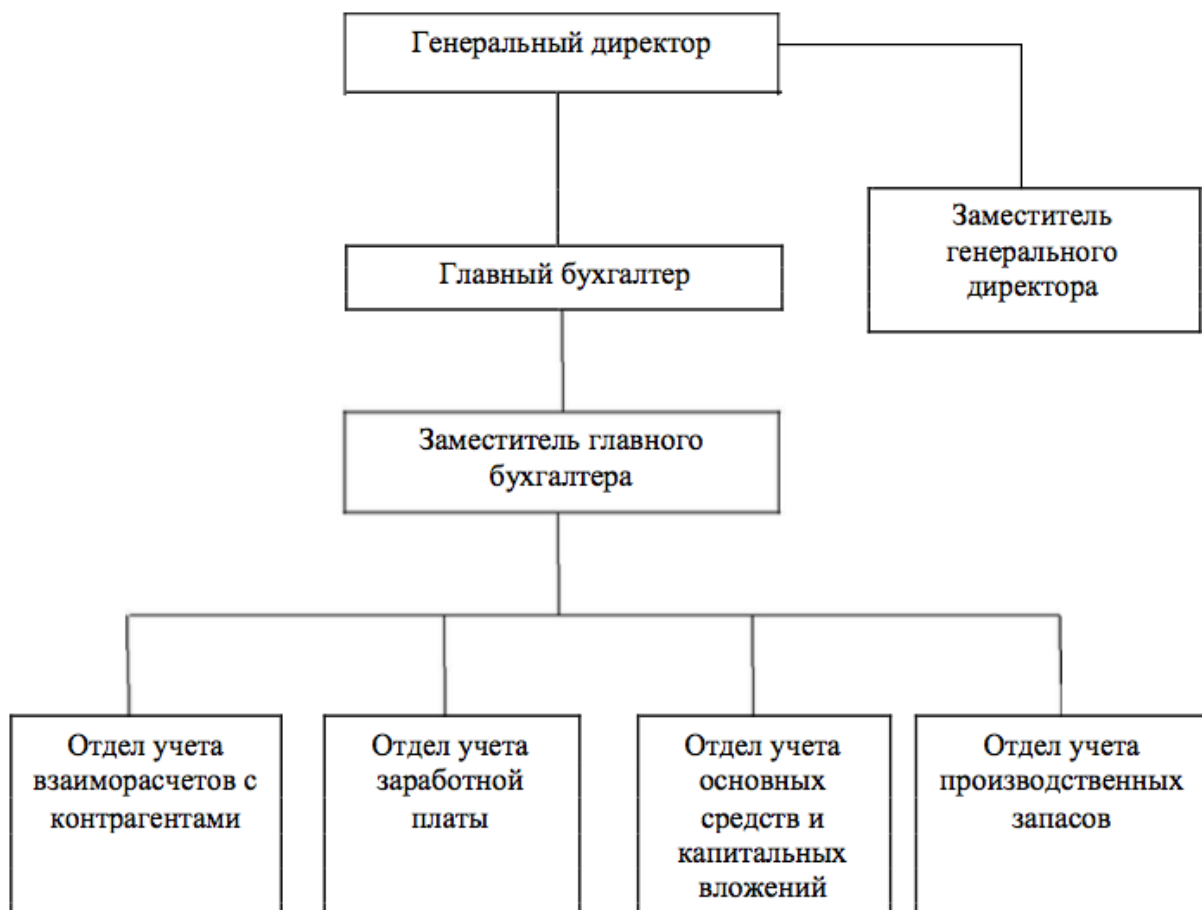 Генеральный директор
Заместитель
генерального
директора
Главный бухгалтер
Заместитель главного
бухгалтера
Отдел учета
взаиморасчетов с
контрагентами
Отдел учета
заработной
платы
Отдел учета
основных
средств и
капитальных
вложений
Отдел учета
производственных
запасов